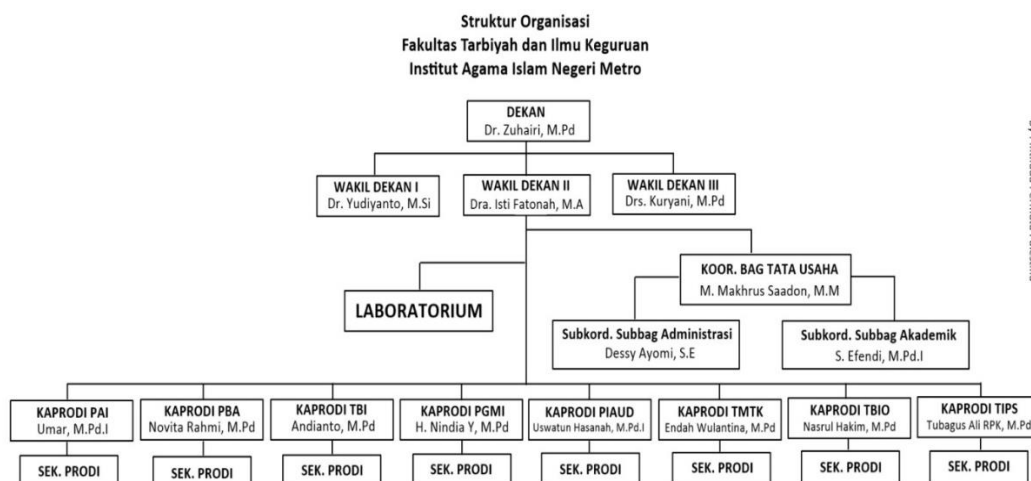 Struktur Organisasi
Fakultas Tarbiyah dan Ilmu Keguruan
Institut Agama Islam Negeri Metro
DEKAN
Dr. Zuhairi, M.Pd
WAKIL DEKAN I
Dr. Yudiyanto, M.Si
WAKIL DEKAN II
Dra. Isti Fatonah, M.A
WAKIL DEKAN III
Drs. Kuryani, M.Pd
KOOR. BAG TATA USAHA
M. Makhrus Saadon, M.M
LABORATORIUM
Subkord. Subbag Administrasi
Dessy Ayomi, S.E
Subkord. Subbag Akademik
S. Efendi, M.Pd.I
KAPRODI PAI
Umar, M.Pd.I
KAPRODI PBA
Novita Rahmi, M.Pd
KAPRODI TBI
Andianto, M.Pd
KAPRODI PGMI
H. Nindia Y, M.Pd
KAPRODI PIAUD
Uswatun Hasanah, M.Pd.I
KAPRODI TMTK
Endah Wulantina, M.Pd
KAPRODI TBIO
Nasrul Hakim, M.Pd
KAPRODI TIPS
Tubagus Ali RPK, M.Pd
SEK. PRODI
SEK. PRODI
SEK. PRODI
SEK. PRODI
SEK. PRODI
SEK. PRODI
SEK. PRODI
SEK. PRODI